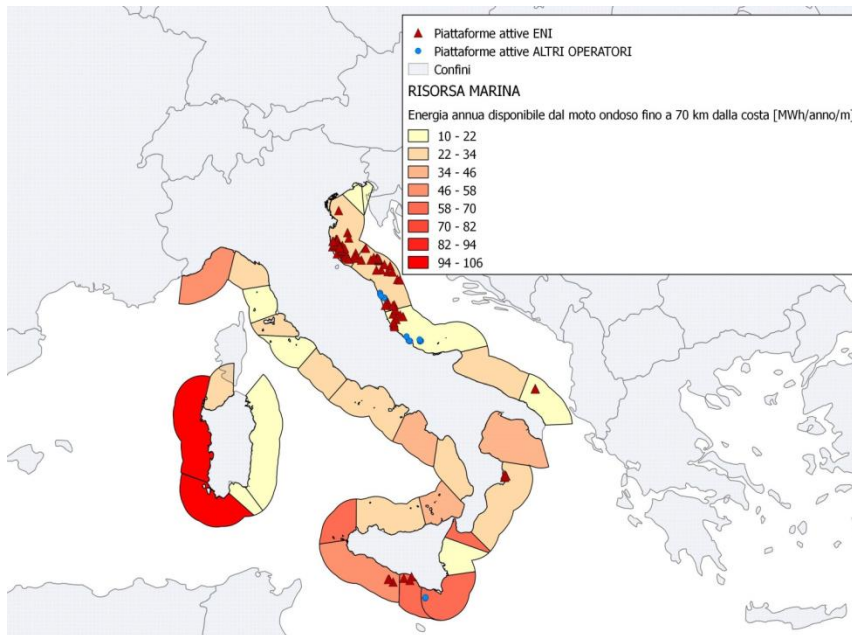 Piattaforme attive ENI
Piattaforme attive ALTRI OPERATORI
Confini
RISORSA MARINA
Energia annua disponibile dal moto ondoso fino a 70 km dalla costa [MWh/anno/m]
10 - 22
22 - 34
34 - 46
46 - 58
58 - 70
70 - 82
82 - 94
94 - 106